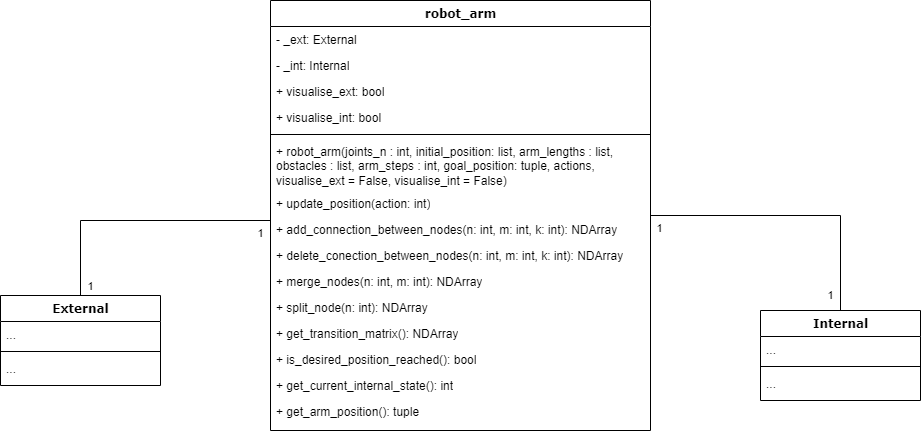 robot_arm
- _ext: External
- _int: Internal
+ visualise_ext: bool
+ visualise_int: bool
+ robot_arm(joints_n : int, initial_position: list, arm_lengths : list,
obstacles : list, arm_steps : int, goal_position: tuple, actions,
visualise_ext = False, visualise_int = False)
+ update_position(action: int)
+ add_connection_between_nodes(n: int, m: int, k: int): NDArray
+ delete_conection_between_nodes(n: int, m: int, k: int): NDArray
+ merge_nodes(n: int, m: int): NDArray
+ split_node(n: int): NDArray
+ get_transition_matrix(): NDArray
+ is_desired_position_reached(): bool
+ get_current_internal_state(): int
+ get_arm_position(): tuple
1
1
External
...
...
1
1
Internal
...
...